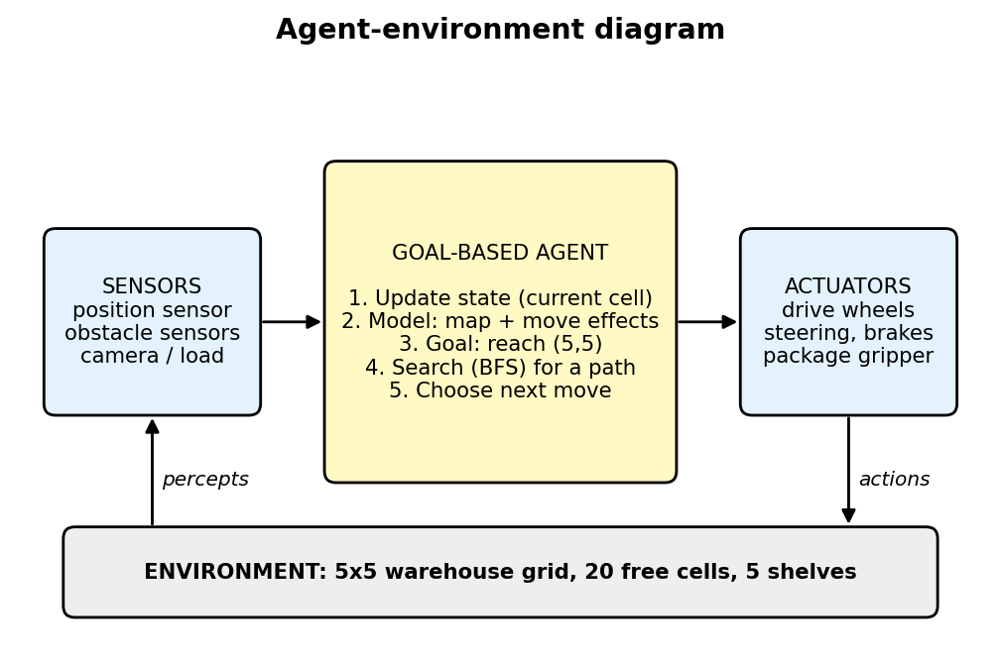 Agent-environment diagram
SENSORS
position sensor
obstacle sensors
camera / load
GOAL-BASED AGENT
1. Update state (current cell)
2. Model: map + move effects
3. Goal: reach (5,5)
4. Search (BFS) for a path
5. Choose next move
ACTUATORS
drive wheels
steering, brakes
package gripper
percepts
actions
ENVIRONMENT: 5x5 warehouse grid, 20 free cells, 5 shelves